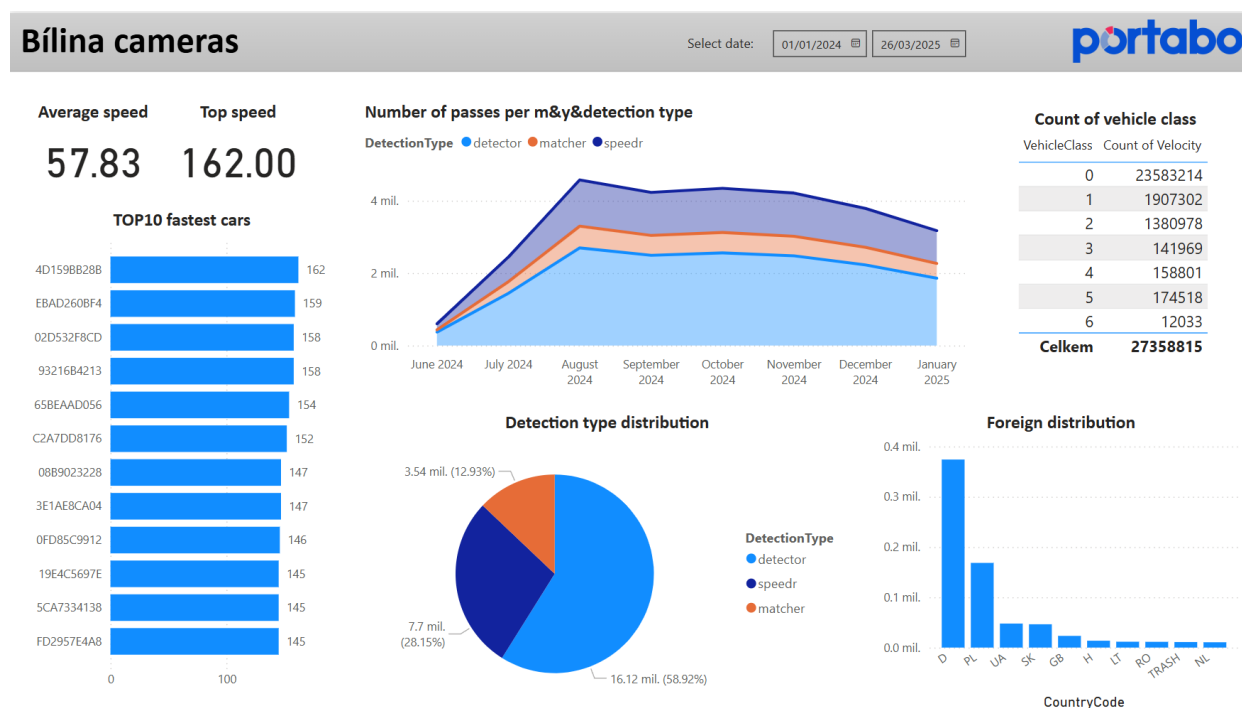 Bílina cameras
Select date: 01/01/2024 26/03/2025
portabo
Average speed
57.83
Top speed
162.00
TOP10 fastest cars
4D159BB28B 162
EBAD260BF4 159
02D532F8CD 158
93216B4213 158
65BEAAD056 154
C2A7DD8176 152
08B9023228 147
3E1AE8CA04 147
0FD85C9912 146
19E4C5697E 145
5CA7334138 145
FD2957E4A8 145
0 100
Number of passes per m&y&detection type
DetectionType detector matcher speedr
4 mil.
2 mil.
0 mil.
June 2024 July 2024 August 2024 September 2024 October 2024 November 2024 December 2024 January 2025
Count of vehicle class
VehicleClass Count of Velocity
0 23583214
1 1907302
2 1380978
3 141969
4 158801
5 174518
6 12033
Celkem 27358815
Detection type distribution
3.54 mil. (12.93%)
7.7 mil.
(28.15%)
16.12 mil. (58.92%)
DetectionType
detector
speedr
matcher
Foreign distribution
0.4 mil.
0.3 mil.
0.2 mil.
0.1 mil.
0.0 mil.
D PL UA SK GB H LT RO TRASH NL
CountryCode